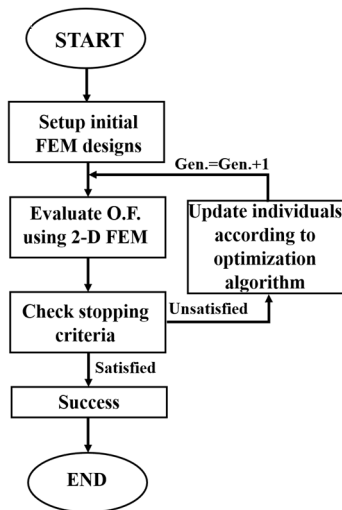 START
Setup initial
FEM designs
Gen.=Gen.+1
Evaluate O.F.
using 2-D FEM
Update individuals
according to
optimization
algorithm
Check stopping
criteria
Unsatisfied
Satisfied
Success
END